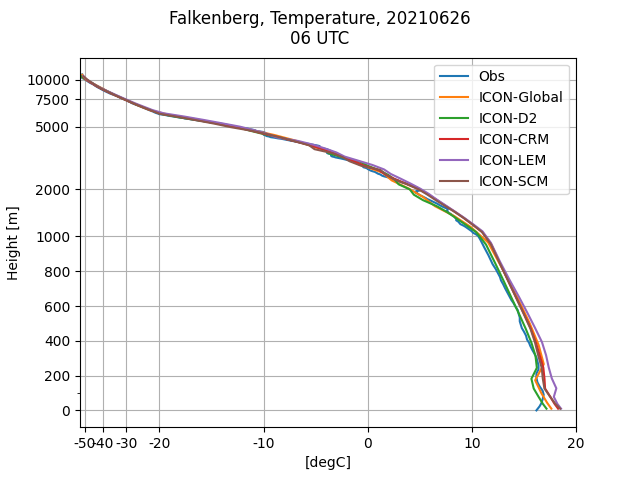 Falkenberg, Temperature, 20210626
06 UTC
Obs
ICON-Global
ICON-D2
ICON-CRM
ICON-LEM
ICON-SCM
Height [m]
10000
7500
5000
2000
1000
800
600
400
200
0
-50 -40 -30 -20 -10 0 10 20
[degC]